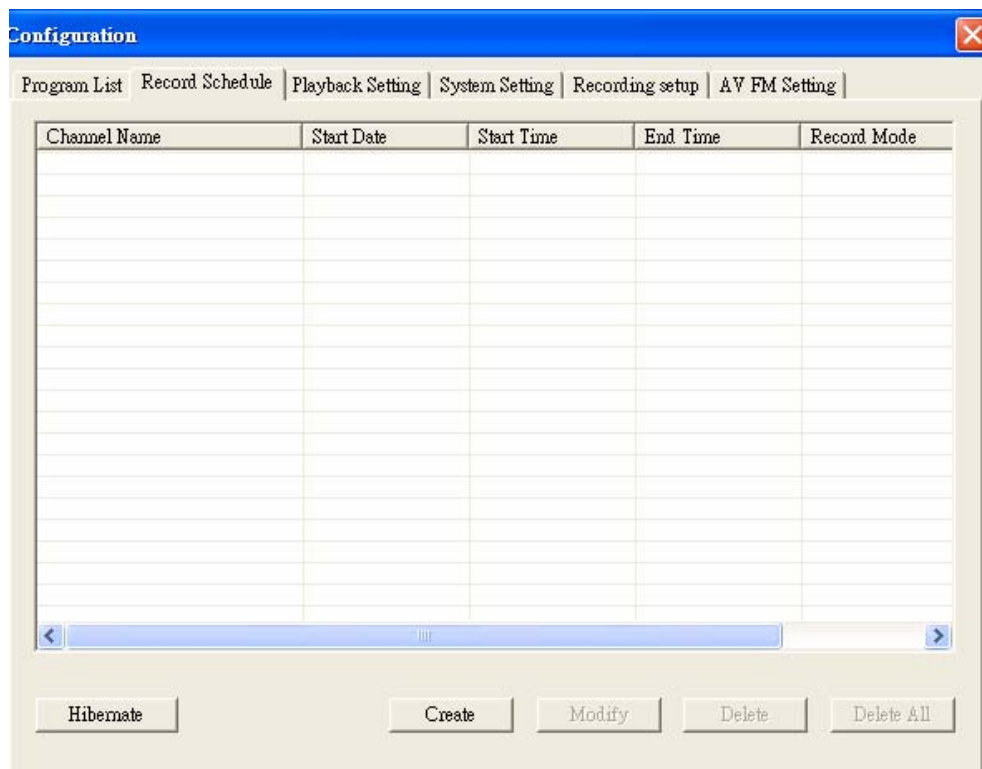 Configuration
Program List Record Schedule Playback Setting System Setting Recording setup AV FM Setting
Channel Name Start Date Start Time End Time Record Mode
Hibernate Create Modify Delete Delete All